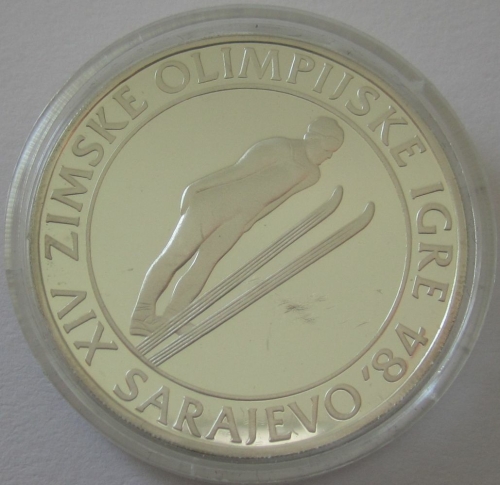 XIV ZIMSKE OLIMPIJSKE IGRE
SARAJEVO '84